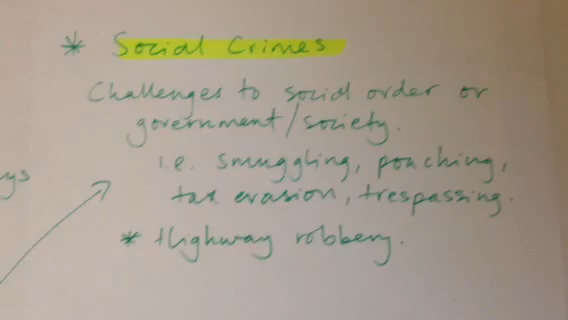 * Social Crimes
Challenges to social order or
government/society.
i.e. smuggling, poaching,
tax evasion, trespassing.
* Highway robbery.